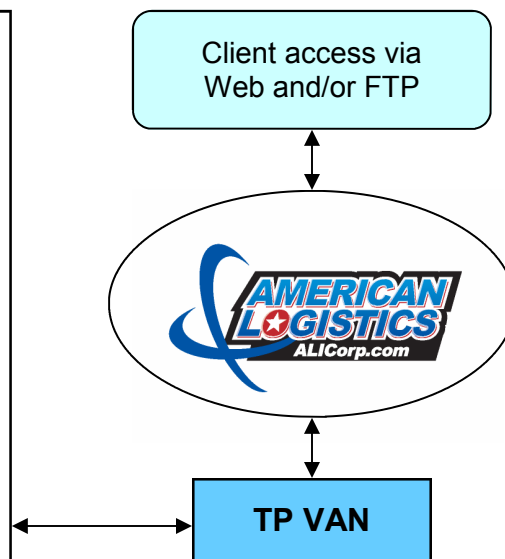 Client access via
Web and/or FTP
AMERICAN
LOGISTICS
ALICorp.com
TP VAN